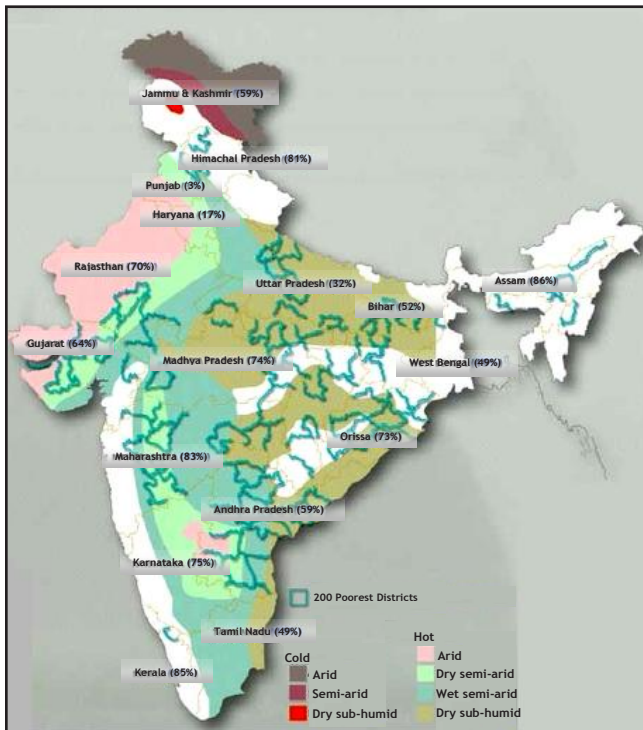 Jammu & Kashmir (59%)
Himachal Pradesh (81%)
Punjab (3%)
Haryana (17%)
Rajasthan (70%)
Uttar Pradesh (32%)
Assam (86%)
Bihar (52%)
Gujarat (64%)
Madhya Pradesh (74%)
West Bengal (49%)
Orissa (73%)
Maharashtra (83%)
Andhra Pradesh (59%)
Karnataka (75%)
200 Poorest Districts
Tamil Nadu (49%)
Kerala (85%)
Cold
Arid
Semi-arid
Dry sub-humid
Hot
Arid
Dry semi-arid
Wet semi-arid
Dry sub-humid